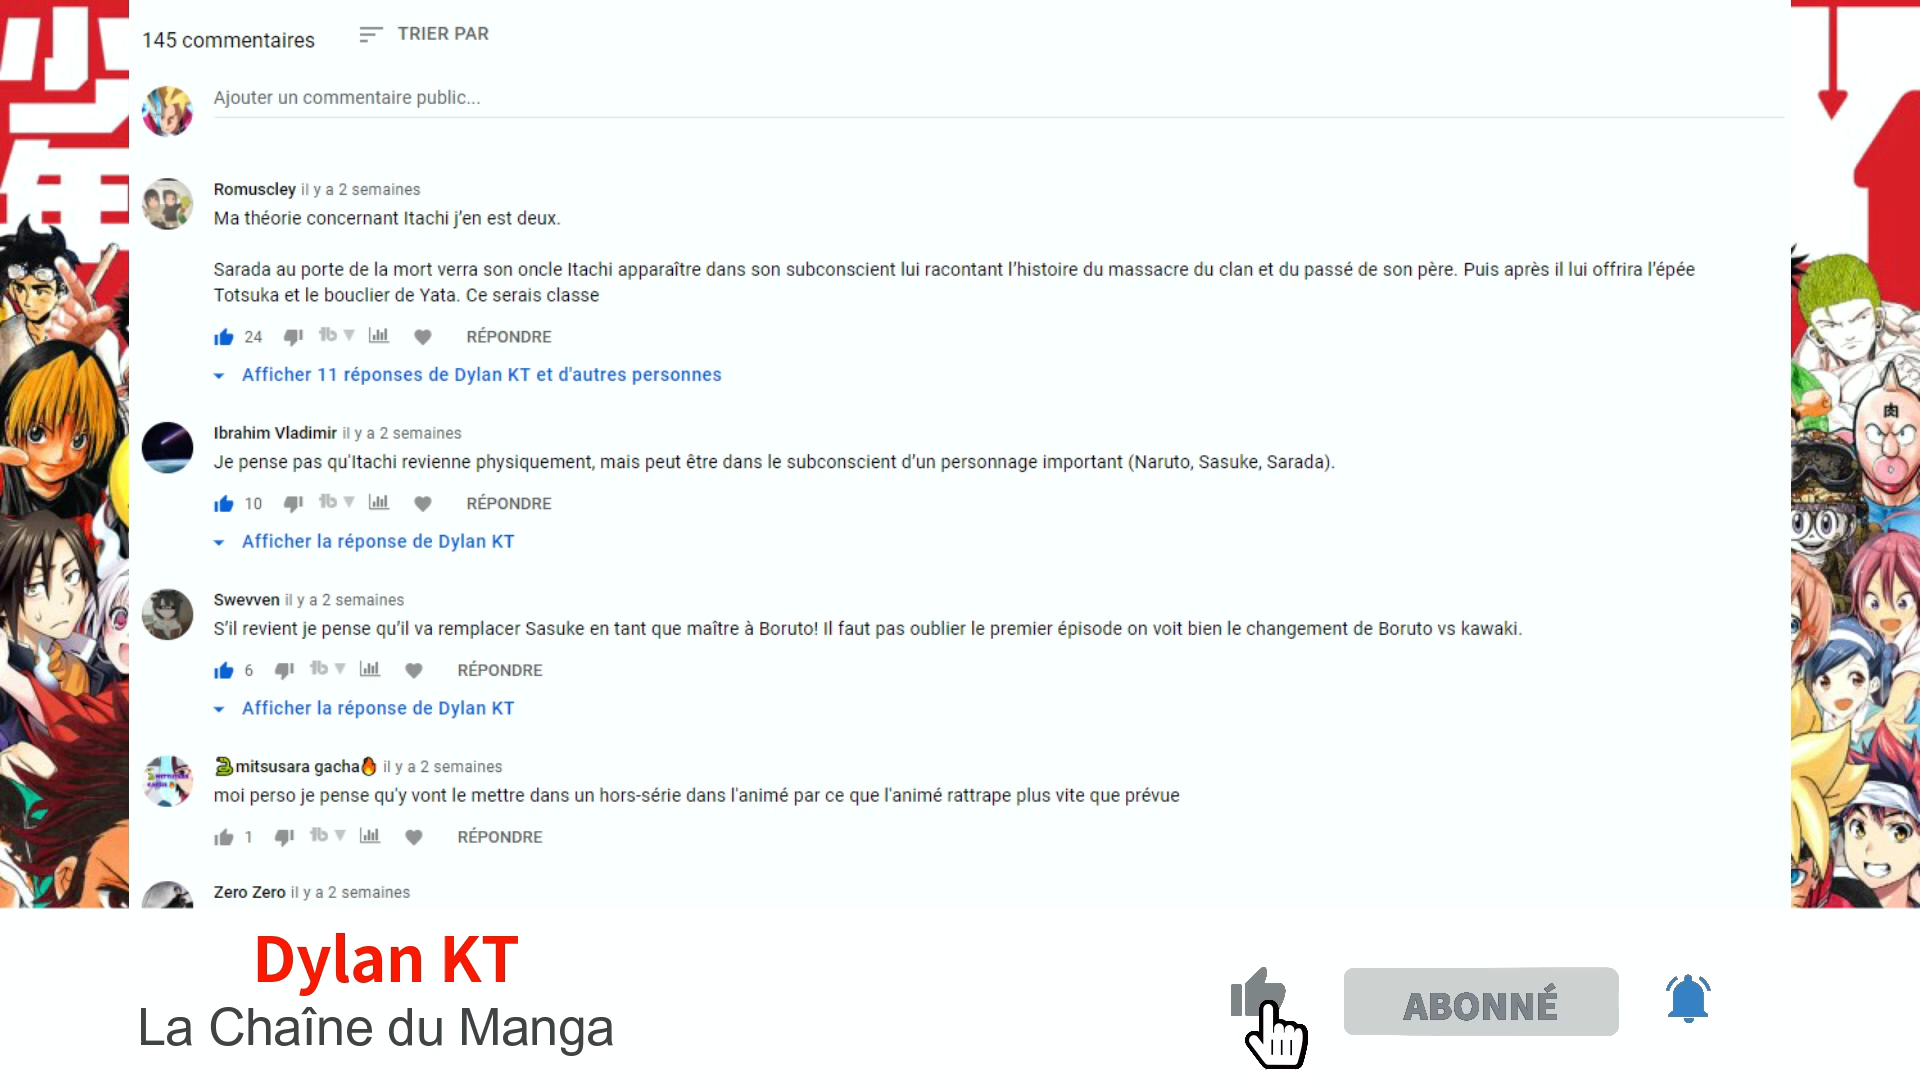 145 commentaires
TRIER PAR
Ajouter un commentaire public...
Romuscley il y a 2 semaines
Ma théorie concernant Itachi j’en est deux.
Sarada au porte de la mort verra son oncle Itachi apparaître dans son subconscient lui racontant l’histoire du massacre du clan et du passé de son père. Puis après il lui offrira l’épée
Totsuka et le bouclier de Yata. Ce serais classe
24 RÉPONDRE
Afficher 11 réponses de Dylan KT et d'autres personnes
Ibrahim Vladimir il y a 2 semaines
Je pense pas qu'Itachi revienne physiquement, mais peut être dans le subconscient d’un personnage important (Naruto, Sasuke, Sarada).
10 RÉPONDRE
Afficher la réponse de Dylan KT
Swevven il y a 2 semaines
S’il revient je pense qu’il va remplacer Sasuke en tant que maître à Boruto! Il faut pas oublier le premier épisode on voit bien le changement de Boruto vs kawaki.
6 RÉPONDRE
Afficher la réponse de Dylan KT
🐍mitsusara gacha🔥 il y a 2 semaines
moi perso je pense qu'y vont le mettre dans un hors-série dans l'animé par ce que l'animé rattrape plus vite que prévue
1 RÉPONDRE
Zero Zero il y a 2 semaines
少年
肉
Dylan KT
La Chaîne du Manga
ABONNÉ